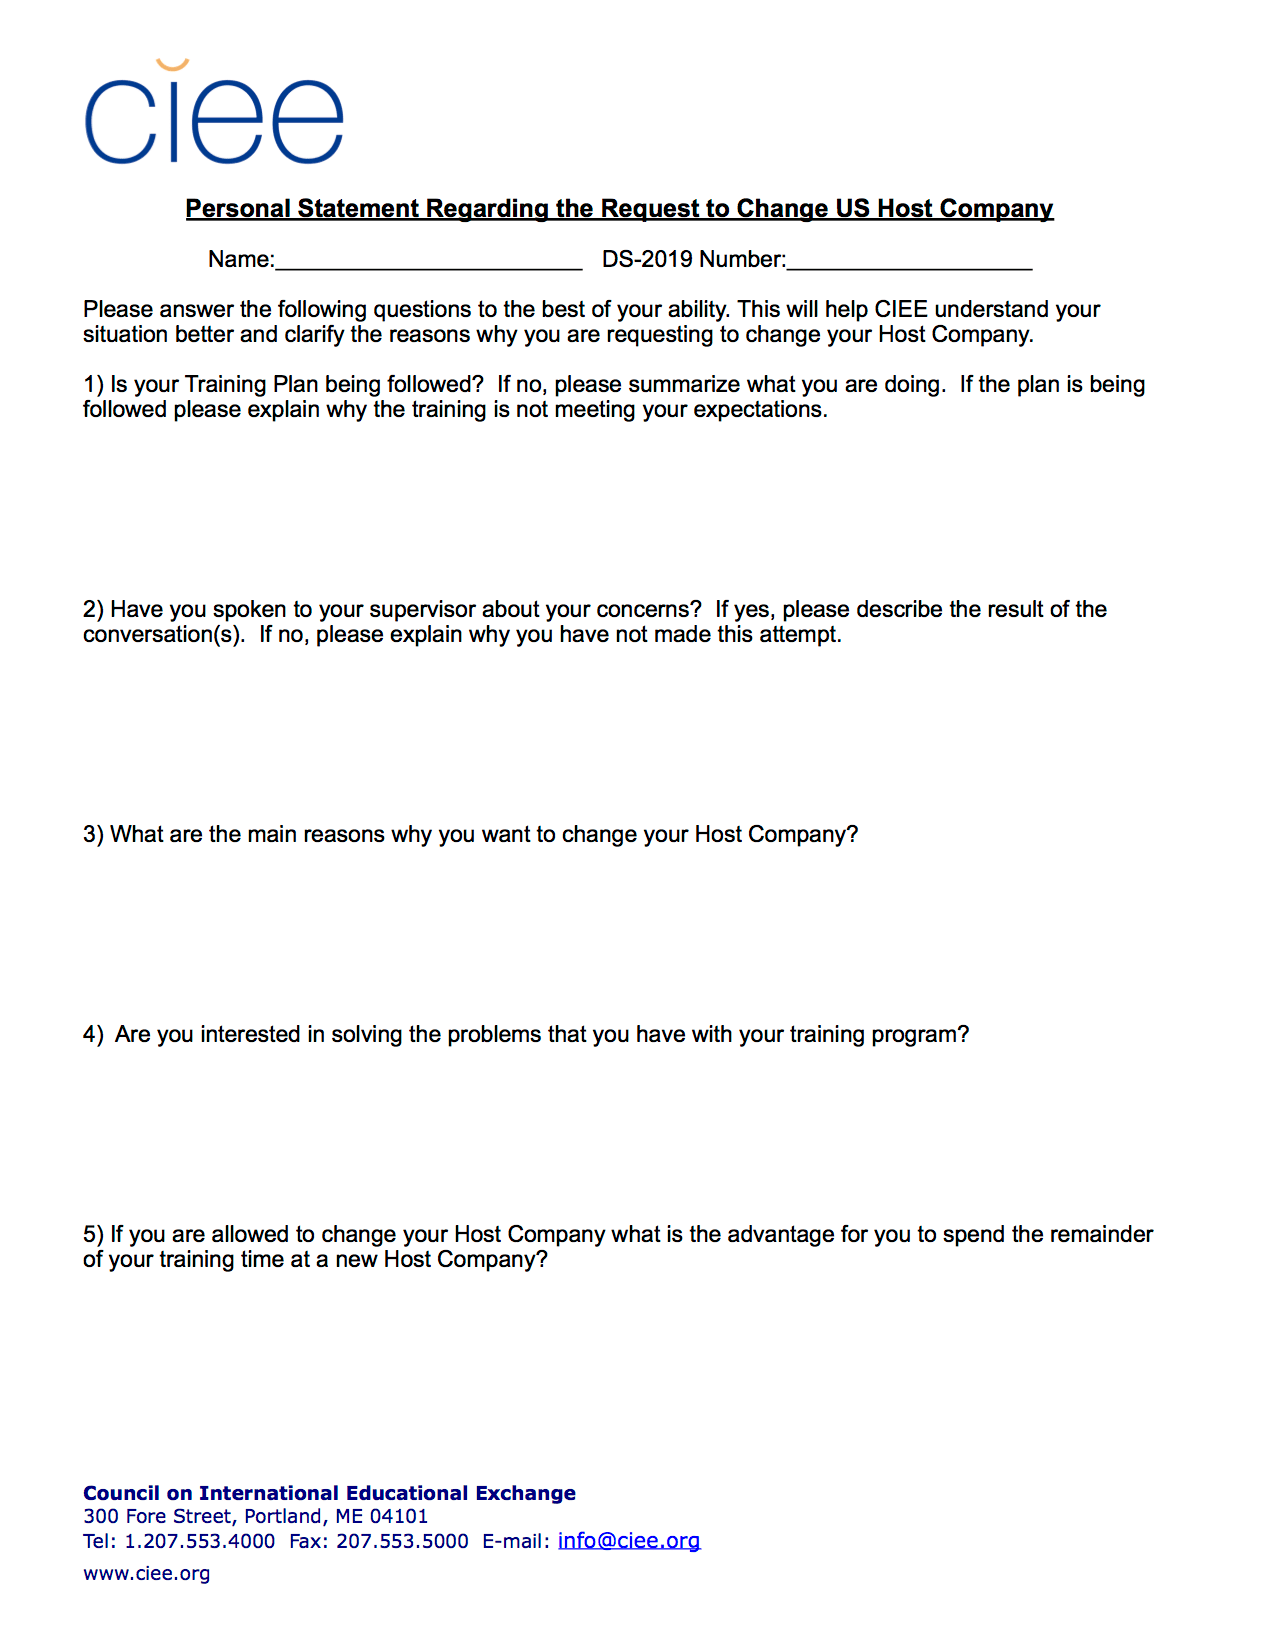 ciee
Personal Statement Regarding the Request to Change US Host Company
Name:_________________________ DS-2019 Number:____________________
Please answer the following questions to the best of your ability. This will help CIEE understand your
situation better and clarify the reasons why you are requesting to change your Host Company.
1) Is your Training Plan being followed?  If no, please summarize what you are doing.  If the plan is being
followed please explain why the training is not meeting your expectations.
2) Have you spoken to your supervisor about your concerns?  If yes, please describe the result of the
conversation(s).  If no, please explain why you have not made this attempt.
3) What are the main reasons why you want to change your Host Company?
4)  Are you interested in solving the problems that you have with your training program?
5) If you are allowed to change your Host Company what is the advantage for you to spend the remainder
of your training time at a new Host Company?
Council on International Educational Exchange
300 Fore Street, Portland, ME 04101
Tel: 1.207.553.4000  Fax: 207.553.5000  E-mail: info@ciee.org
www.ciee.org